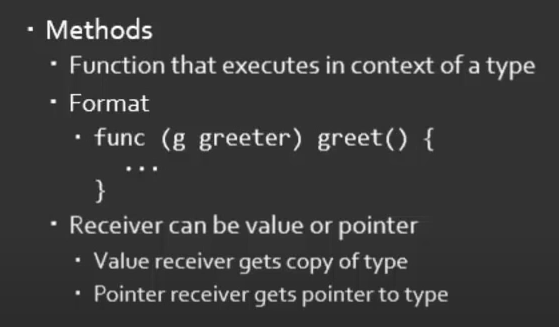 · Methods
· Function that executes in context of a type
· Format
· func (g greeter) greet() {
...
}
· Receiver can be value or pointer
· Value receiver gets copy of type
· Pointer receiver gets pointer to type